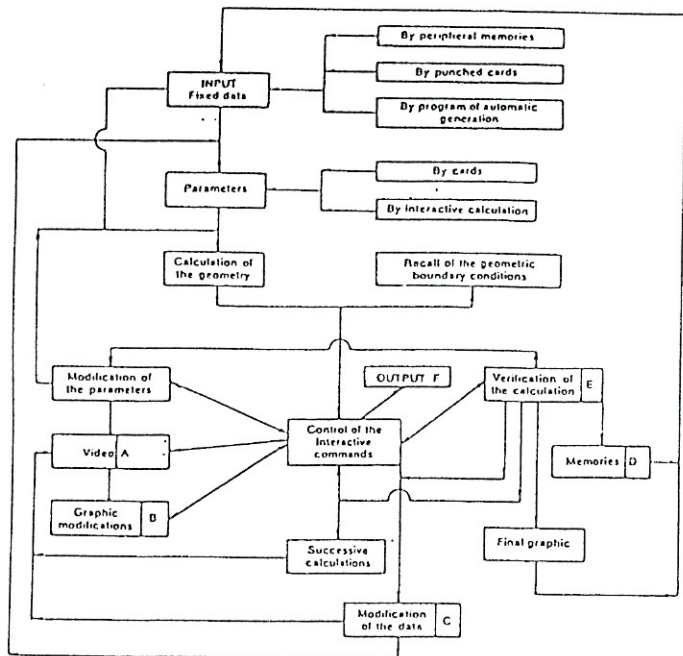 By peripheral memories
INPUT
Fixed data
By punched cards
By program of automatic
generation
Parameters
By cards
By interactive calculation
Calculation of
the geometry
Recall of the geometric
boundary conditions
Modification of
the parameters
OUTPUT F
Verification of
the calculation
E
Video A
Control of the
Interactive
commands
Memories D
Graphic
modifications
B
Successive
calculations
Final graphic
Modification
of the data
C